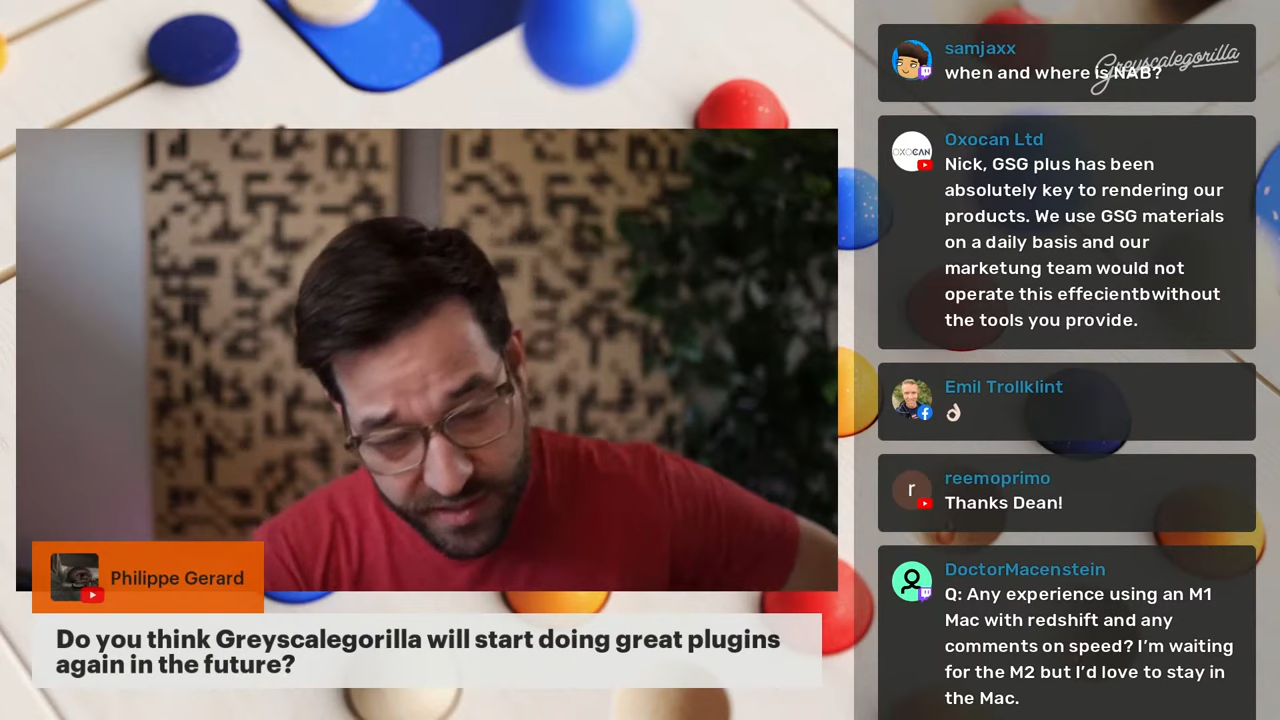 samjaxx
when and where is NAB?
Greyscalegorilla
Oxocan Ltd
OXOCAN
Nick, GSG plus has been
absolutely key to rendering our
products. We use GSG materials
on a daily basis and our
marketung team would not
operate this effecientbwithout
the tools you provide.
Emil Trollklint
👌🏻
reemoprimo
r
Thanks Dean!
DoctorMacenstein
Q: Any experience using an M1
Mac with redshift and any
comments on speed? I’m waiting
for the M2 but I’d love to stay in
the Mac.
Philippe Gerard
Do you think Greyscalegorilla will start doing great plugins
again in the future?